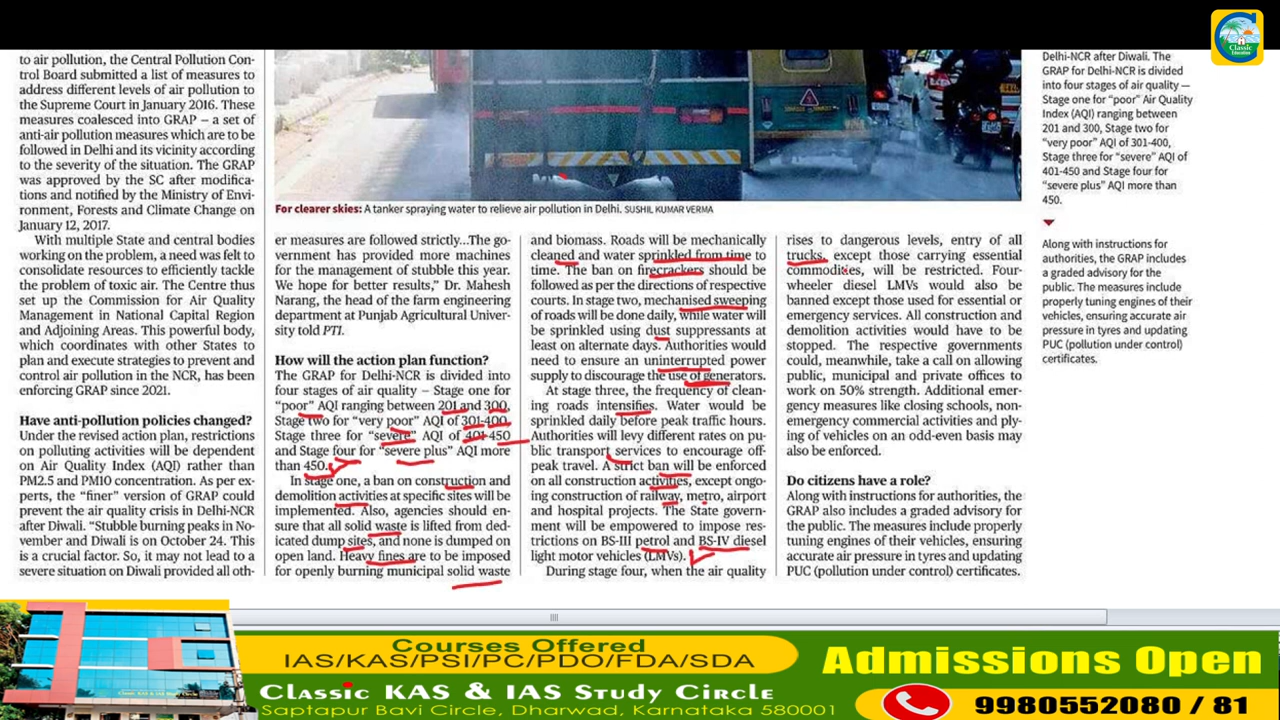 Classic
Education
to air pollution, the Central Pollution Con-
trol Board submitted a list of measures to
address different levels of air pollution to
the Supreme Court in January 2016. These
measures coalesced into GRAP – a set of
anti-air pollution measures which are to be
followed in Delhi and its vicinity according
to the severity of the situation. The GRAP
was approved by the SC after modifica-
tions and notified by the Ministry of Envi-
ronment, Forests and Climate Change on
January 12, 2017.
With multiple State and central bodies
working on the problem, a need was felt to
consolidate resources to efficiently tackle
the problem of toxic air. The Centre thus
set up the Commission for Air Quality
Management in National Capital Region
and Adjoining Areas. This powerful body,
which coordinates with other States to
plan and execute strategies to prevent and
control air pollution in the NCR, has been
enforcing GRAP since 2021.
Have anti-pollution policies changed?
Under the revised action plan, restrictions
on polluting activities will be dependent
on Air Quality Index (AQI) rather than
PM2.5 and PM10 concentration. As per ex-
perts, the “finer” version of GRAP could
prevent the air quality crisis in Delhi-NCR
after Diwali. “Stubble burning peaks in No-
vember and Diwali is on October 24. This
is a crucial factor. So, it may not lead to a
severe situation on Diwali provided all oth-
For clearer skies: A tanker spraying water to relieve air pollution in Delhi. SUSHIL KUMAR VERMA
er measures are followed strictly...The go-
vernment has provided more machines
for the management of stubble this year.
We hope for better results,” Dr. Mahesh
Narang, the head of the farm engineering
department at Punjab Agricultural Univer-
sity told PTI.
How will the action plan function?
The GRAP for Delhi-NCR is divided into
four stages of air quality – Stage one for
“poor” AQI ranging between 201 and 300,
Stage two for “very poor” AQI of 301-400,
Stage three for “severe” AQI of 401-450
and Stage four for “severe plus” AQI more
than 450.
In stage one, a ban on construction and
demolition activities at specific sites will be
implemented. Also, agencies should en-
sure that all solid waste is lifted from ded-
icated dump sites, and none is dumped on
open land. Heavy fines are to be imposed
for openly burning municipal solid waste
and biomass. Roads will be mechanically
cleaned and water sprinkled from time to
time. The ban on firecrackers should be
followed as per the directions of respective
courts. In stage two, mechanised sweeping
of roads will be done daily, while water will
be sprinkled using dust suppressants at
least on alternate days. Authorities would
need to ensure an uninterrupted power
supply to discourage the use of generators.
At stage three, the frequency of clean-
ing roads intensifies. Water would be
sprinkled daily before peak traffic hours.
Authorities will levy different rates on pu-
blic transport services to encourage off-
peak travel. A strict ban will be enforced
on all construction activities, except ongo-
ing construction of railway, metro, airport
and hospital projects. The State govern-
ment will be empowered to impose res-
trictions on BS-III petrol and BS-IV diesel
light motor vehicles (LMVs).
During stage four, when the air quality
rises to dangerous levels, entry of all
trucks, except those carrying essential
commodities, will be restricted. Four-
wheeler diesel LMVs would also be
banned except those used for essential or
emergency services. All construction and
demolition activities would have to be
stopped. The respective governments
could, meanwhile, take a call on allowing
public, municipal and private offices to
work on 50% strength. Additional emer-
gency measures like closing schools, non-
emergency commercial activities and ply-
ing of vehicles on an odd-even basis may
also be enforced.
Do citizens have a role?
Along with instructions for authorities, the
GRAP also includes a graded advisory for
the public. The measures include properly
tuning engines of their vehicles, ensuring
accurate air pressure in tyres and updating
PUC (pollution under control) certificates.
Delhi-NCR after Diwali. The
GRAP for Delhi-NCR is divided
into four stages of air quality —
Stage one for “poor” Air Quality
Index (AQI) ranging between
201 and 300, Stage two for
“very poor” AQI of 301-400,
Stage three for “severe” AQI of
401-450 and Stage four for
“severe plus” AQI more than
450.
Along with instructions for
authorities, the GRAP includes
a graded advisory for the
public. The measures include
properly tuning engines of their
vehicles, ensuring accurate air
pressure in tyres and updating
PUC (pollution under control)
certificates.
Courses Offered
IAS/KAS/PSI/PC/PDO/FDA/SDA
Classic KAS & IAS Study Circle
Saptapur Bavi Circle, Dharwad, Karnataka 580001
Admissions Open
9980552080 / 81